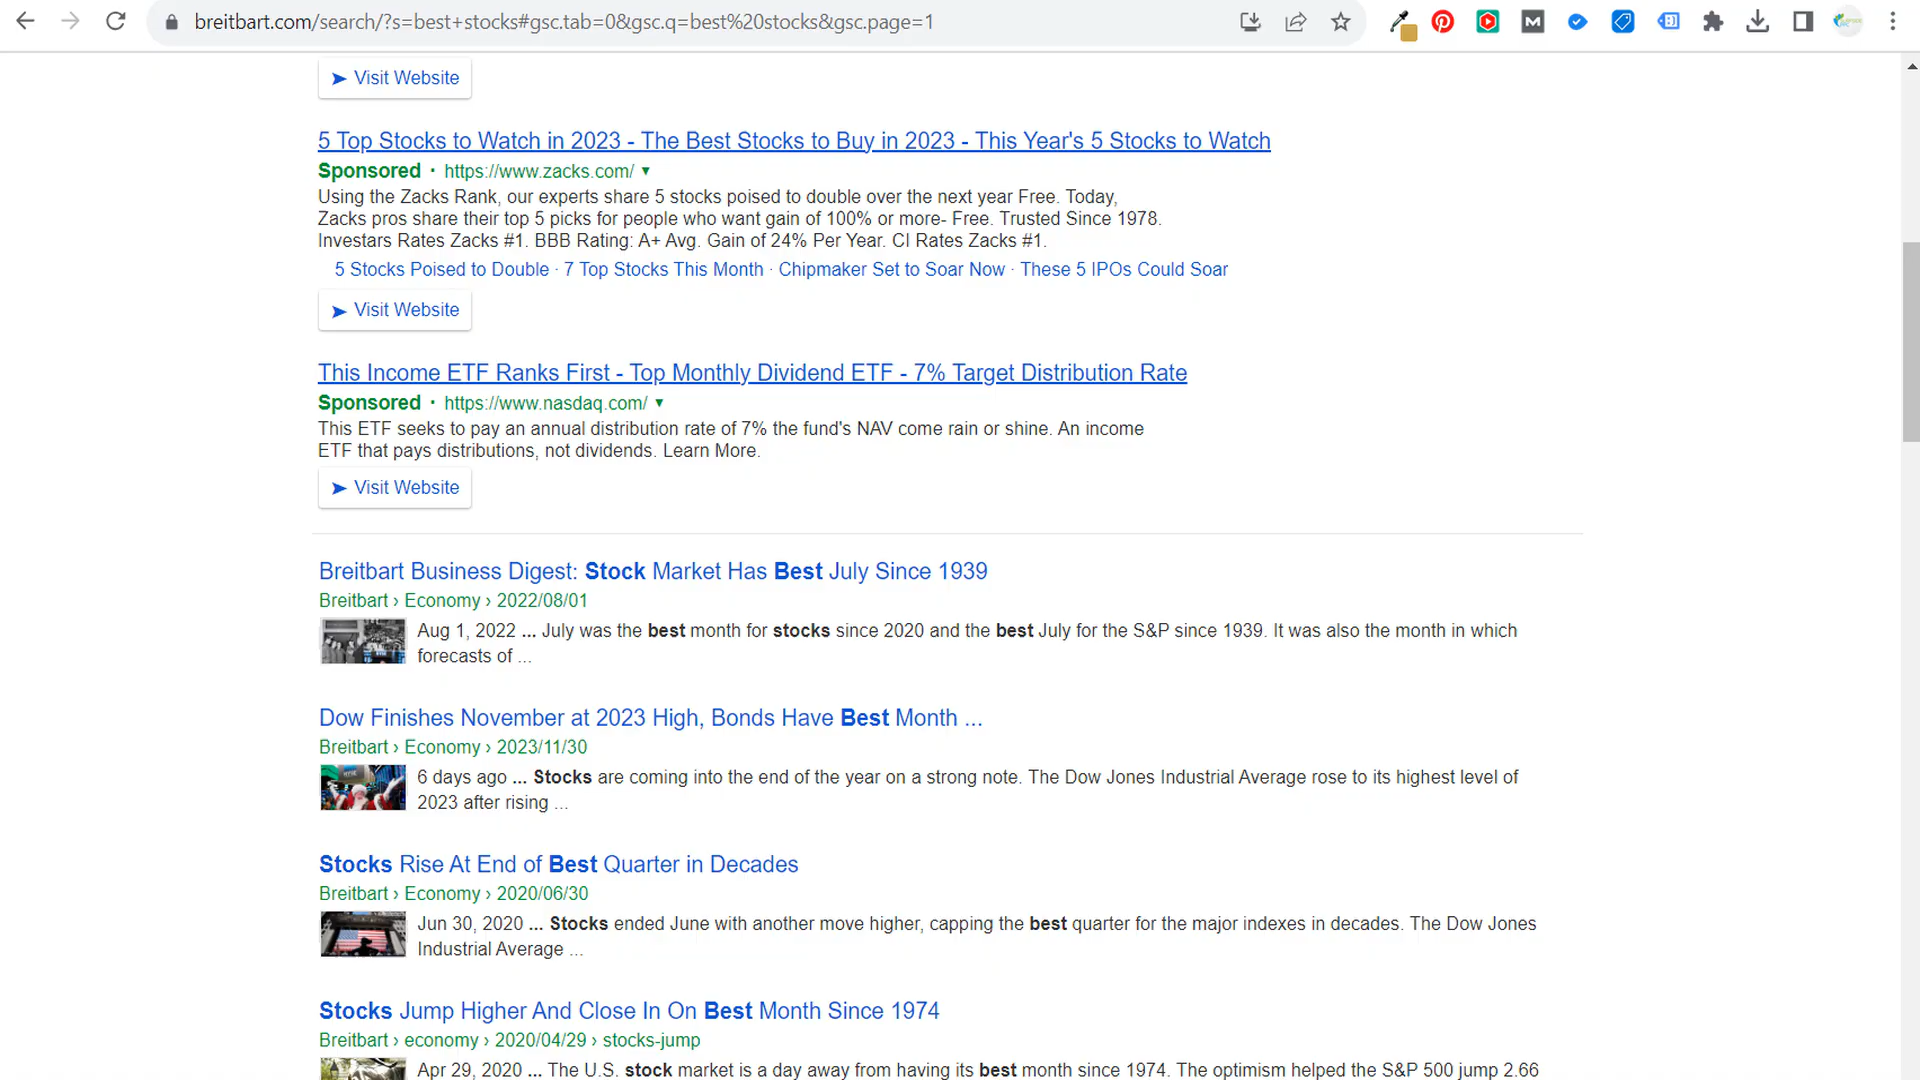 breitbart.com/search/?s=best+stocks#gsc.tab=0&gsc.q=best%20stocks&gsc.page=1
➤ Visit Website
5 Top Stocks to Watch in 2023 - The Best Stocks to Buy in 2023 - This Year's 5 Stocks to Watch
Sponsored · https://www.zacks.com/ ▼
Using the Zacks Rank, our experts share 5 stocks poised to double over the next year Free. Today,
Zacks pros share their top 5 picks for people who want gain of 100% or more- Free. Trusted Since 1978.
Investars Rates Zacks #1. BBB Rating: A+ Avg. Gain of 24% Per Year. CI Rates Zacks #1.
5 Stocks Poised to Double · 7 Top Stocks This Month · Chipmaker Set to Soar Now · These 5 IPOs Could Soar
➤ Visit Website
This Income ETF Ranks First - Top Monthly Dividend ETF - 7% Target Distribution Rate
Sponsored · https://www.nasdaq.com/ ▼
This ETF seeks to pay an annual distribution rate of 7% the fund's NAV come rain or shine. An income
ETF that pays distributions, not dividends. Learn More.
➤ Visit Website
Breitbart Business Digest: Stock Market Has Best July Since 1939
Breitbart › Economy › 2022/08/01
Aug 1, 2022 ... July was the best month for stocks since 2020 and the best July for the S&P since 1939. It was also the month in which
forecasts of ...
Dow Finishes November at 2023 High, Bonds Have Best Month ...
Breitbart › Economy › 2023/11/30
6 days ago ... Stocks are coming into the end of the year on a strong note. The Dow Jones Industrial Average rose to its highest level of
2023 after rising ...
Stocks Rise At End of Best Quarter in Decades
Breitbart › Economy › 2020/06/30
Jun 30, 2020 ... Stocks ended June with another move higher, capping the best quarter for the major indexes in decades. The Dow Jones
Industrial Average ...
Stocks Jump Higher And Close In On Best Month Since 1974
Breitbart › economy › 2020/04/29 › stocks-jump
Apr 29, 2020 ... The U.S. stock market is a day away from having its best month since 1974. The optimism helped the S&P 500 jump 2.66